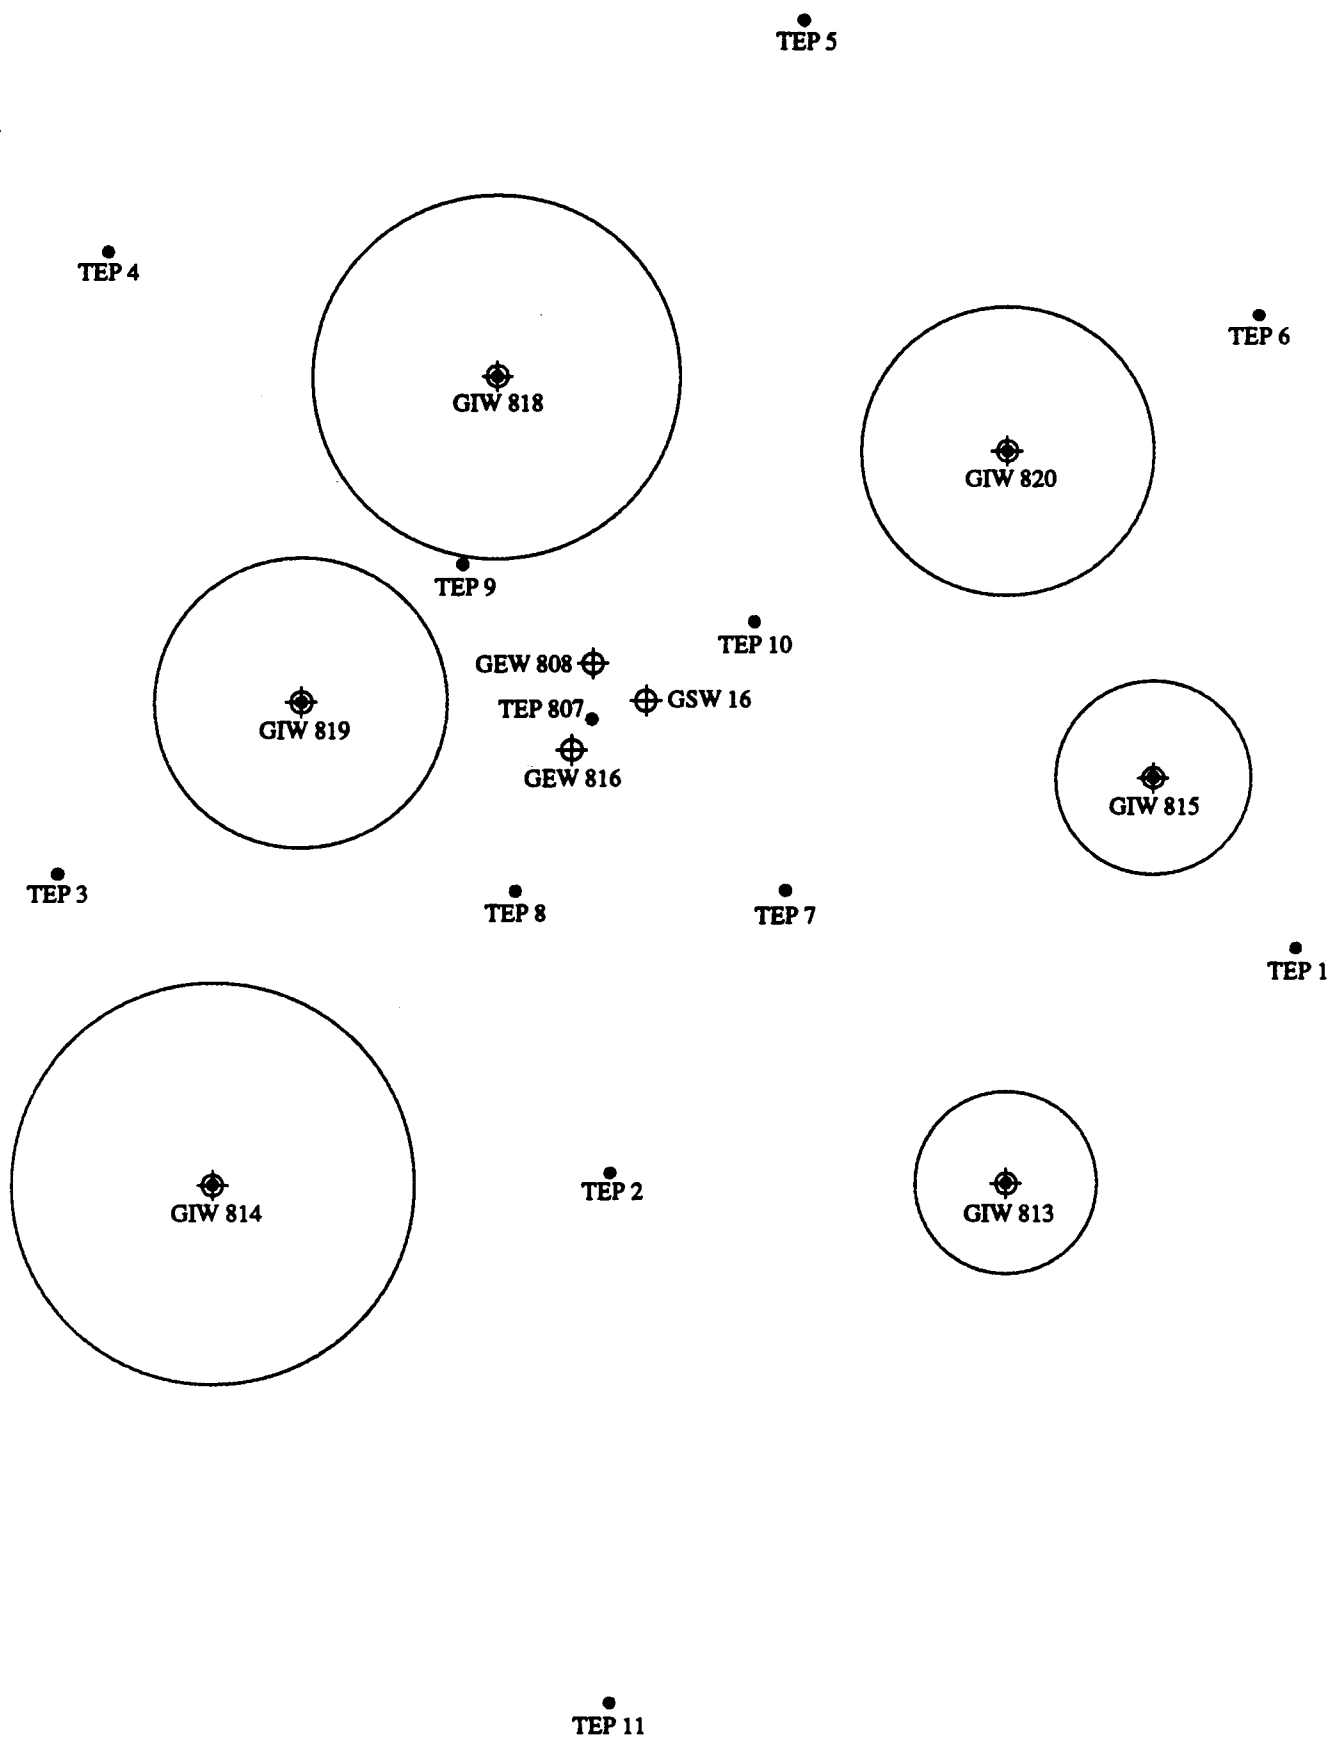 TEP 5
TEP 4
TEP 6
GIW 818
GIW 820
TEP 9
TEP 10
GEW 808
GSW 16
TEP 807
GIW 819
GEW 816
GIW 815
TEP 3
TEP 8
TEP 7
TEP 1
TEP 2
GIW 814
GIW 813
TEP 11